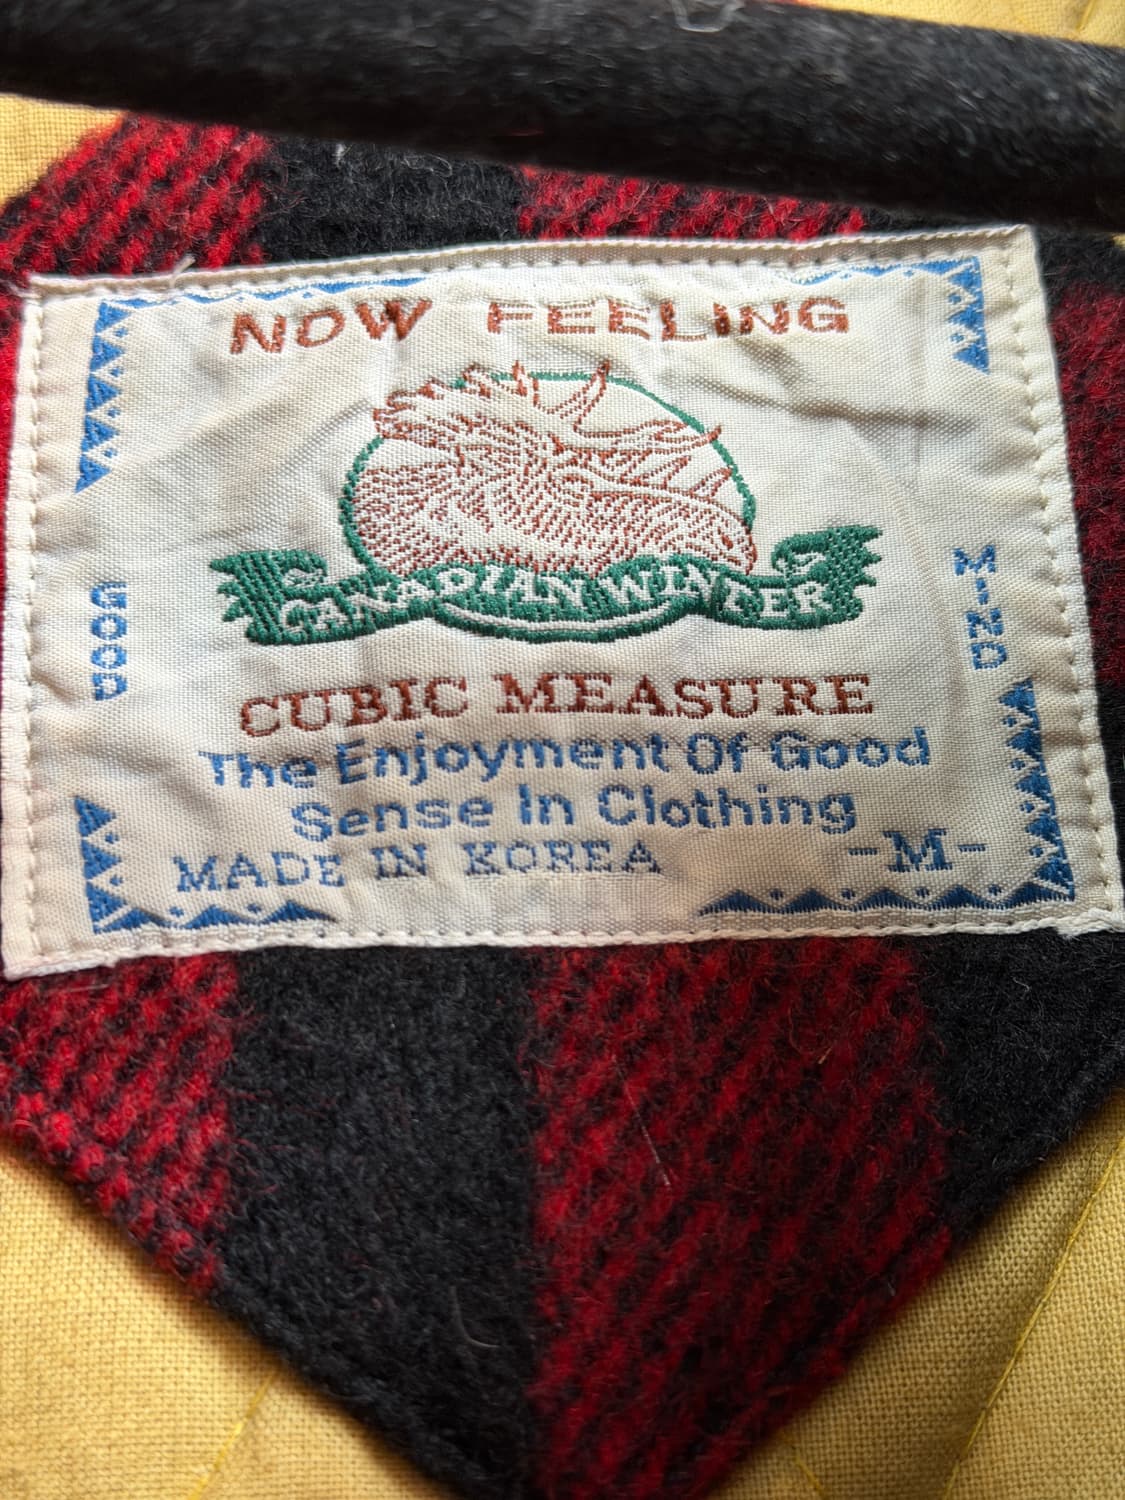 NOW FEELING
CANADIAN WINTER
GOOD
MIND
CUBIC MEASURE
The Enjoyment Of Good
Sense In Clothing
MADE IN KOREA -M-